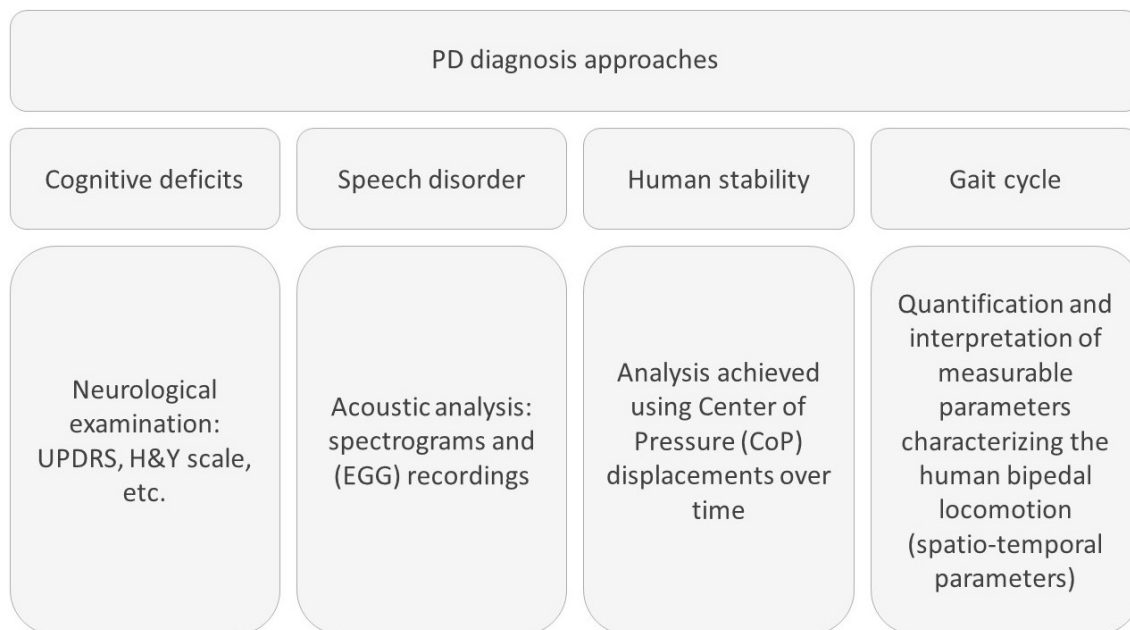 PD diagnosis approaches
Cognitive deficits
Speech disorder
Human stability
Gait cycle
Neurological
examination:
UPDRS, H&Y scale,
etc.
Acoustic analysis:
spectrograms and
(EGG) recordings
Analysis achieved
using Center of
Pressure (CoP)
displacements over
time
Quantification and
interpretation of
measurable
parameters
characterizing the
human bipedal
locomotion
(spatio-temporal
parameters)